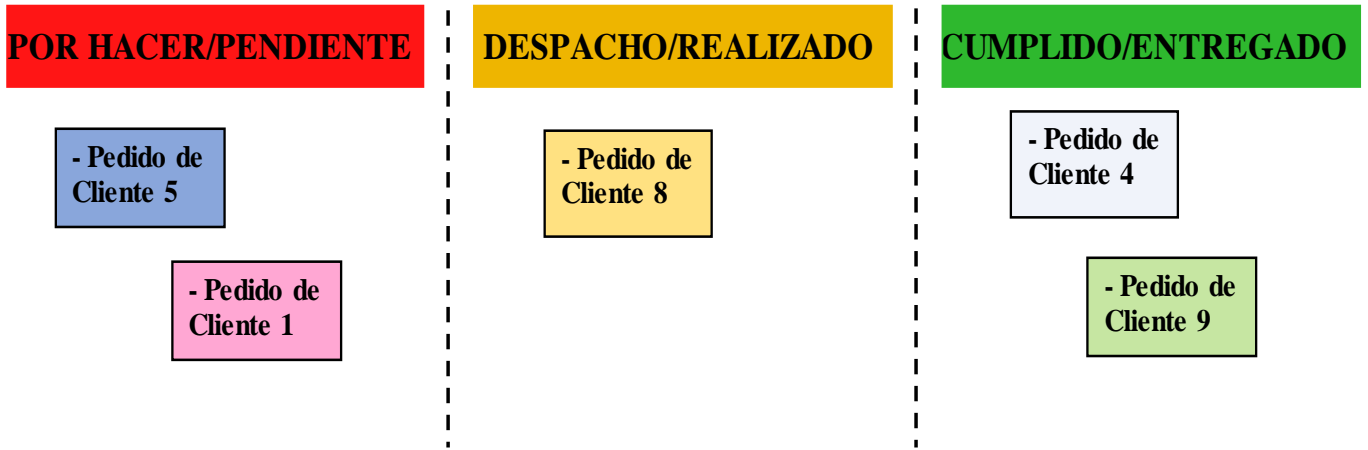 POR HACER/PENDIENTE
DESPACHO/REALIZADO
CUMPLIDO/ENTREGADO
- Pedido de
Cliente 5
- Pedido de
Cliente 1
- Pedido de
Cliente 8
- Pedido de
Cliente 4
- Pedido de
Cliente 9